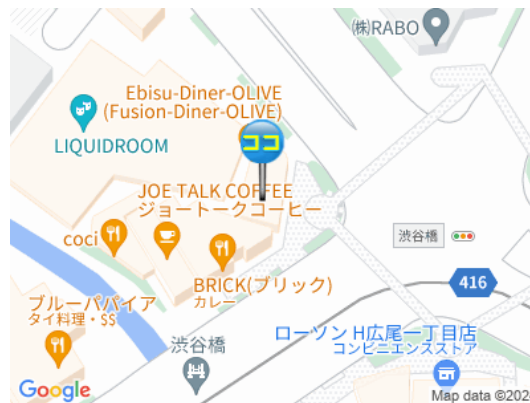 (株)RABO
Ebisu-Diner-OLIVE
(Fusion-Diner-OLIVE)
ココ
LIQUIDROOM
JOE TALK COFFEE
ジョートークコーヒー
coci
渋谷橋
BRICK(ブリック)
カレー
416
ブルーパパイア
タイ料理・$$
ローソン H広尾一丁目店
コンビニエンスストア
渋谷橋
Google
Map data ©202